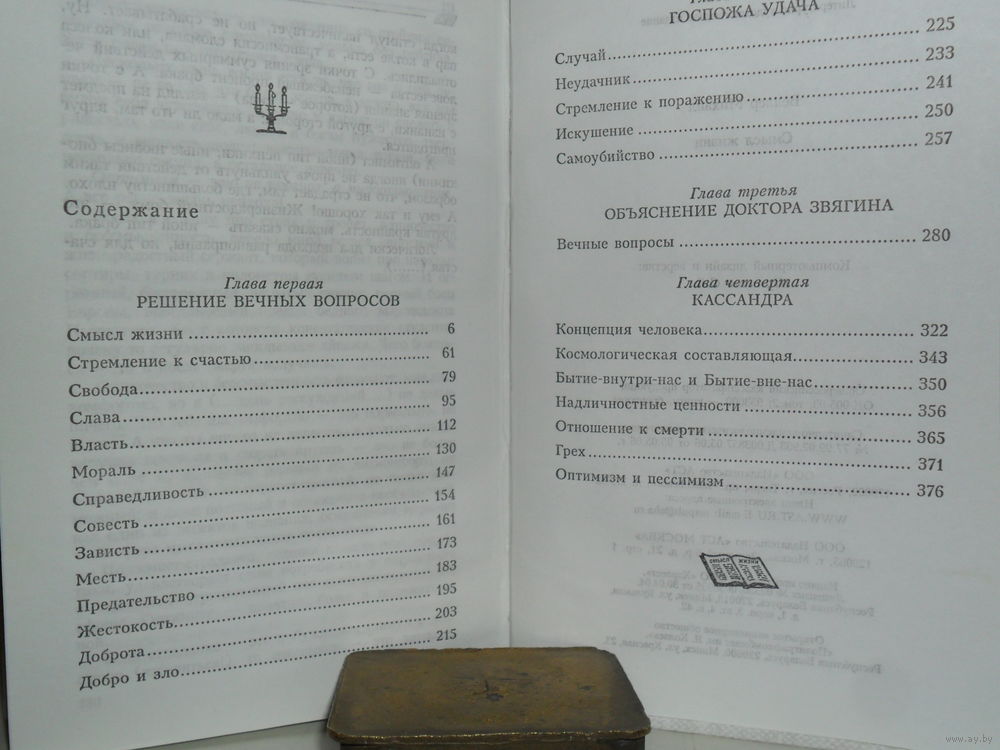 Содержание
Глава первая
РЕШЕНИЕ ВЕЧНЫХ ВОПРОСОВ
Смысл жизни ........ 6
Стремление к счастью ........ 61
Свобода ........ 79
Слава ........ 95
Власть ........ 112
Мораль ........ 130
Справедливость ........ 147
Совесть ........ 154
Зависть ........ 161
Месть ........ 173
Предательство ........ 183
Жестокость ........ 195
Доброта ........ 203
Добро и зло ........ 215
ГОСПОЖА УДАЧА
Случай ........ 225
Неудачник ........ 233
Стремление к поражению ........ 241
Искушение ........ 250
Самоубийство ........ 257
Глава третья
ОБЪЯСНЕНИЕ ДОКТОРА ЗВЯГИНА
Вечные вопросы ........ 280
Глава четвертая
КАССАНДРА
Концепция человека ........ 322
Космологическая составляющая ........ 343
Бытие-внутри-нас и Бытие-вне-нас ........ 350
Надличностные ценности ........ 356
Отношение к смерти ........ 365
Грех ........ 371
Оптимизм и пессимизм ........ 376
www.ay.by